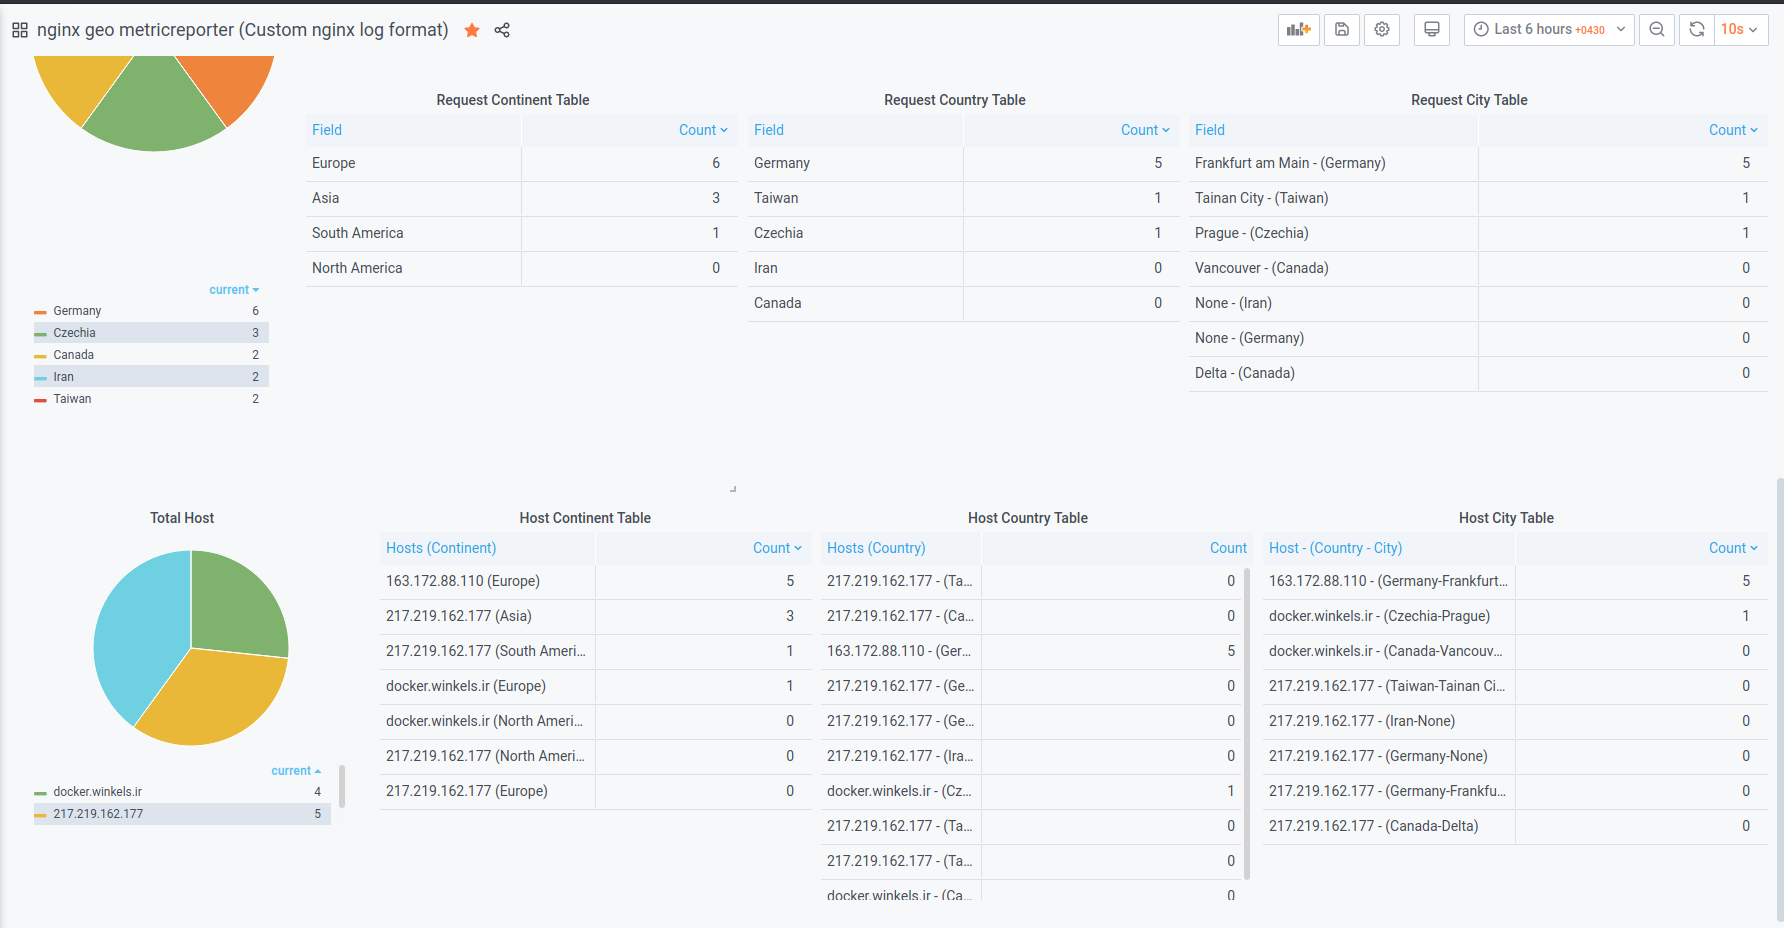 nginx geo metricreporter (Custom nginx log format)
Last 6 hours +0430
10s
current
Germany 6
Czechia 3
Canada 2
Iran 2
Taiwan 2
Request Continent Table
Field Count
Europe 6
Asia 3
South America 1
North America 0
Request Country Table
Field Count
Germany 5
Taiwan 1
Czechia 1
Iran 0
Canada 0
Request City Table
Field Count
Frankfurt am Main - (Germany) 5
Tainan City - (Taiwan) 1
Prague - (Czechia) 1
Vancouver - (Canada) 0
None - (Iran) 0
None - (Germany) 0
Delta - (Canada) 0
Total Host
current
docker.winkels.ir 4
217.219.162.177 5
Host Continent Table
Hosts (Continent) Count
163.172.88.110 (Europe) 5
217.219.162.177 (Asia) 3
217.219.162.177 (South Ameri... 1
docker.winkels.ir (Europe) 1
docker.winkels.ir (North Ameri... 0
217.219.162.177 (North Ameri... 0
217.219.162.177 (Europe) 0
Host Country Table
Hosts (Country) Count
217.219.162.177 - (Ta... 0
217.219.162.177 - (Ca... 0
163.172.88.110 - (Ger... 5
217.219.162.177 - (Ge... 0
217.219.162.177 - (Ge... 0
217.219.162.177 - (Ira... 0
docker.winkels.ir - (Cz... 1
217.219.162.177 - (Ta... 0
217.219.162.177 - (Ta... 0
docker.winkels.ir - (Ca... 0
Host City Table
Host - (Country - City) Count
163.172.88.110 - (Germany-Frankfurt... 5
docker.winkels.ir - (Czechia-Prague) 1
docker.winkels.ir - (Canada-Vancouv... 0
217.219.162.177 - (Taiwan-Tainan Ci... 0
217.219.162.177 - (Iran-None) 0
217.219.162.177 - (Germany-None) 0
217.219.162.177 - (Germany-Frankfu... 0
217.219.162.177 - (Canada-Delta) 0